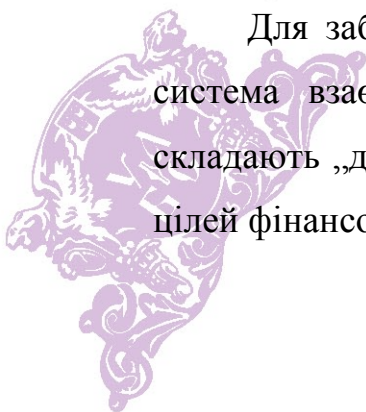 Для заб
система взає
складають „д
цілей фінансо